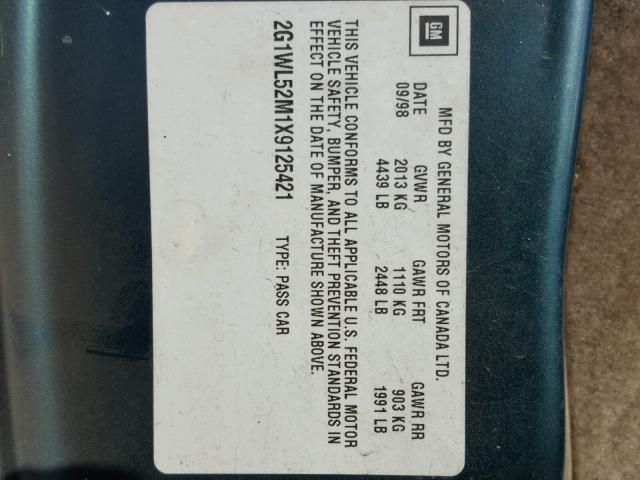 GM
MFD BY GENERAL MOTORS OF CANADA LTD.
DATE GVWR GAWR FRT GAWR RR
09/98 2013 KG 1110 KG 903 KG
4439 LB 2448 LB 1991 LB
THIS VEHICLE CONFORMS TO ALL APPLICABLE U.S. FEDERAL MOTOR
VEHICLE SAFETY, BUMPER, AND THEFT PREVENTION STANDARDS IN
EFFECT ON THE DATE OF MANUFACTURE SHOWN ABOVE.
2G1WL52M1X9125421 TYPE: PASS CAR